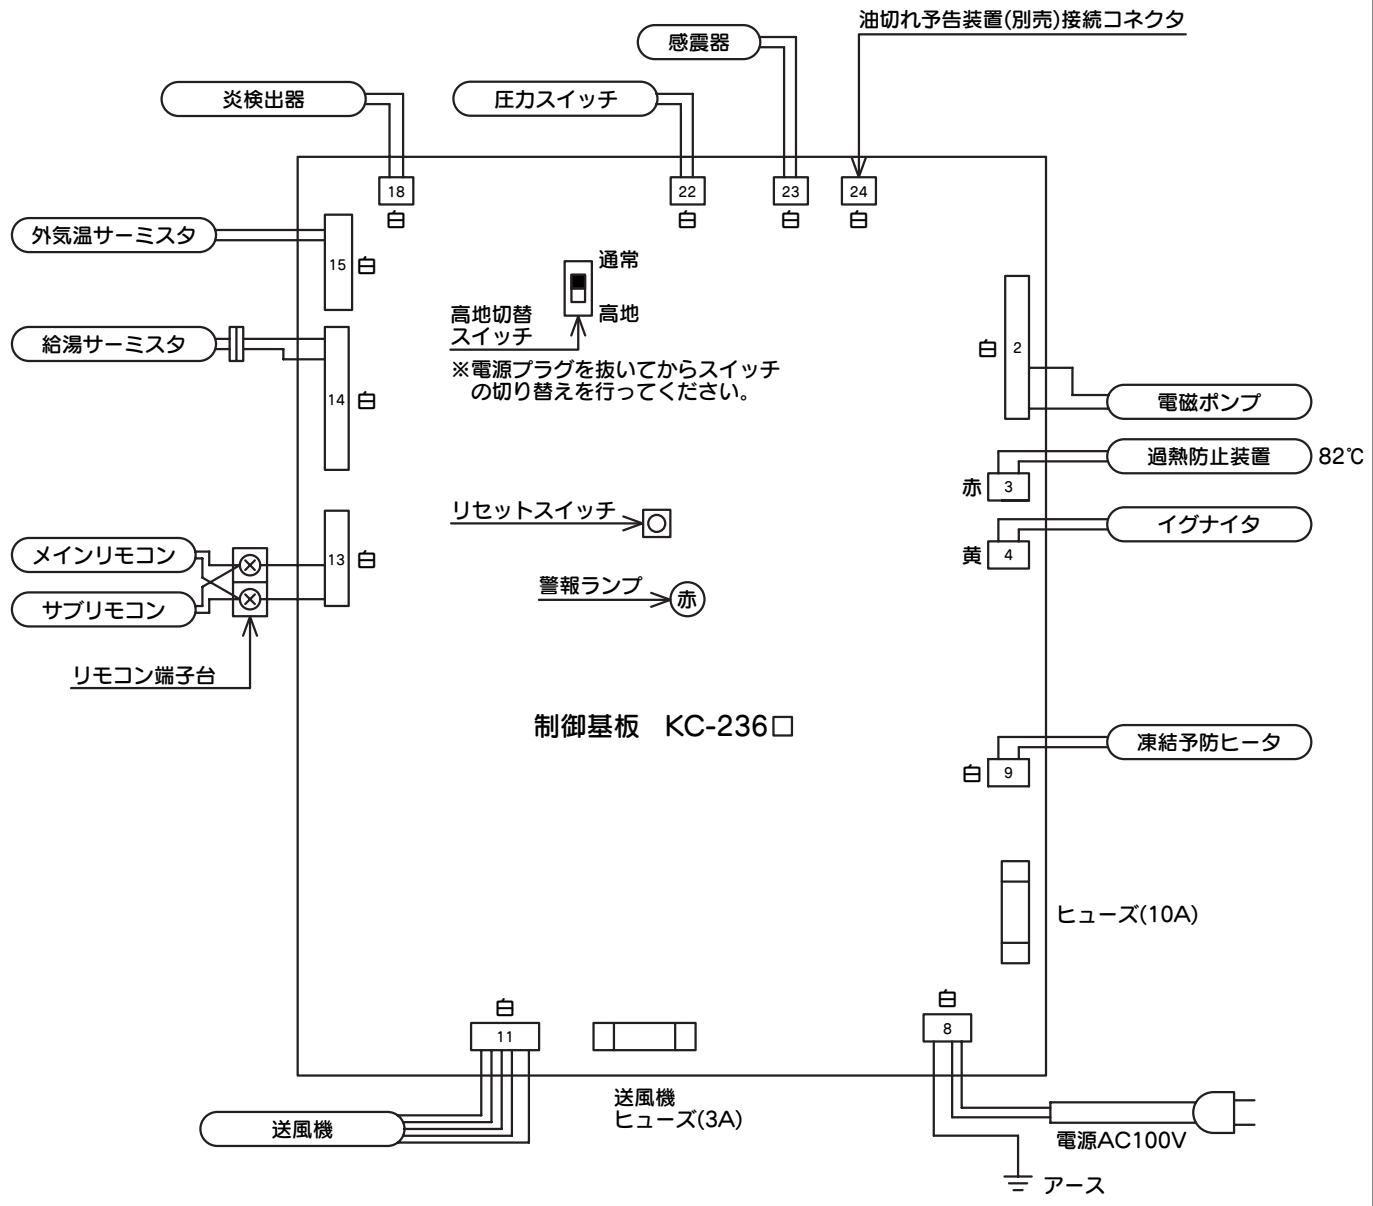 油切れ予告装置(別売)接続コネクタ
感震器
炎検出器
圧力スイッチ
18
22
23
24
白
白
白
白
外気温サーミスタ
15
白
通常
高地
高地切替
スイッチ
※電源プラグを抜いてからスイッチ
の切り替えを行ってください。
給湯サーミスタ
14
白
白
2
電磁ポンプ
過熱防止装置
82℃
赤
3
リセットスイッチ
イグナイタ
黄
4
メインリモコン
13
白
サブリモコン
警報ランプ
赤
リモコン端子台
制御基板 KC-236□
凍結予防ヒータ
白
9
ヒューズ(10A)
白
11
白
8
送風機
ヒューズ(3A)
送風機
電源AC100V
アース